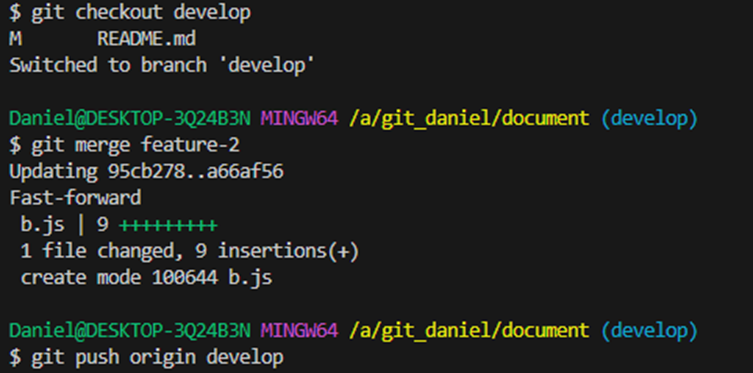 $ git checkout develop
M       README.md
Switched to branch 'develop'
Daniel@DESKTOP-3Q24B3N MINGW64 /a/git_daniel/document (develop)
$ git merge feature-2
Updating 95cb278..a66af56
Fast-forward
 b.js | 9 +++++++++
 1 file changed, 9 insertions(+)
 create mode 100644 b.js
Daniel@DESKTOP-3Q24B3N MINGW64 /a/git_daniel/document (develop)
$ git push origin develop